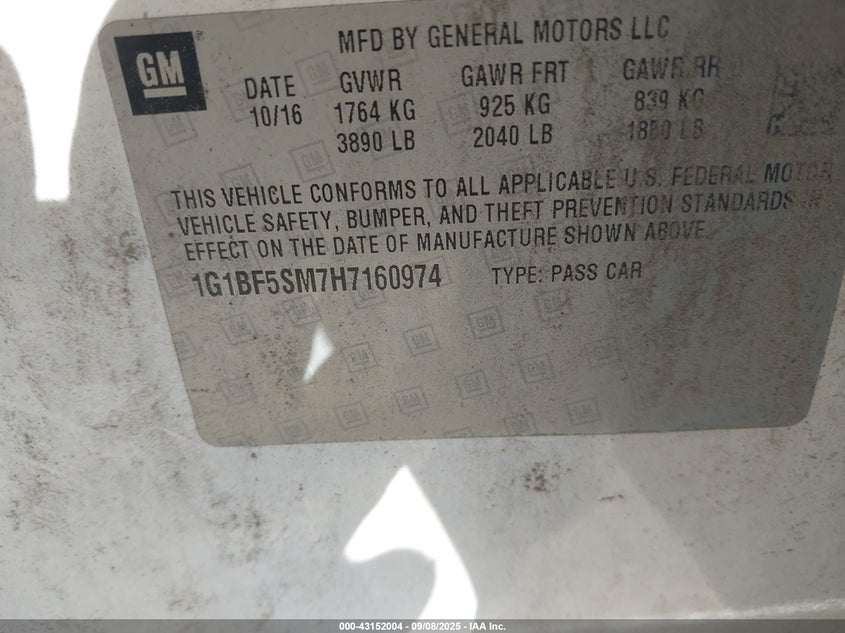 GM®
MFD BY GENERAL MOTORS LLC
DATE GVWR GAWR FRT GAWR RR
10/16 1764 KG 925 KG 839 KG
3890 LB 2040 LB 1850 LB
THIS VEHICLE CONFORMS TO ALL APPLICABLE U.S. FEDERAL MOTOR
VEHICLE SAFETY, BUMPER, AND THEFT PREVENTION STANDARDS IN
EFFECT ON THE DATE OF MANUFACTURE SHOWN ABOVE.
1G1BF5SM7H7160974 TYPE: PASS CAR
000-43152004 - 09/08/2025 - IAA Inc.